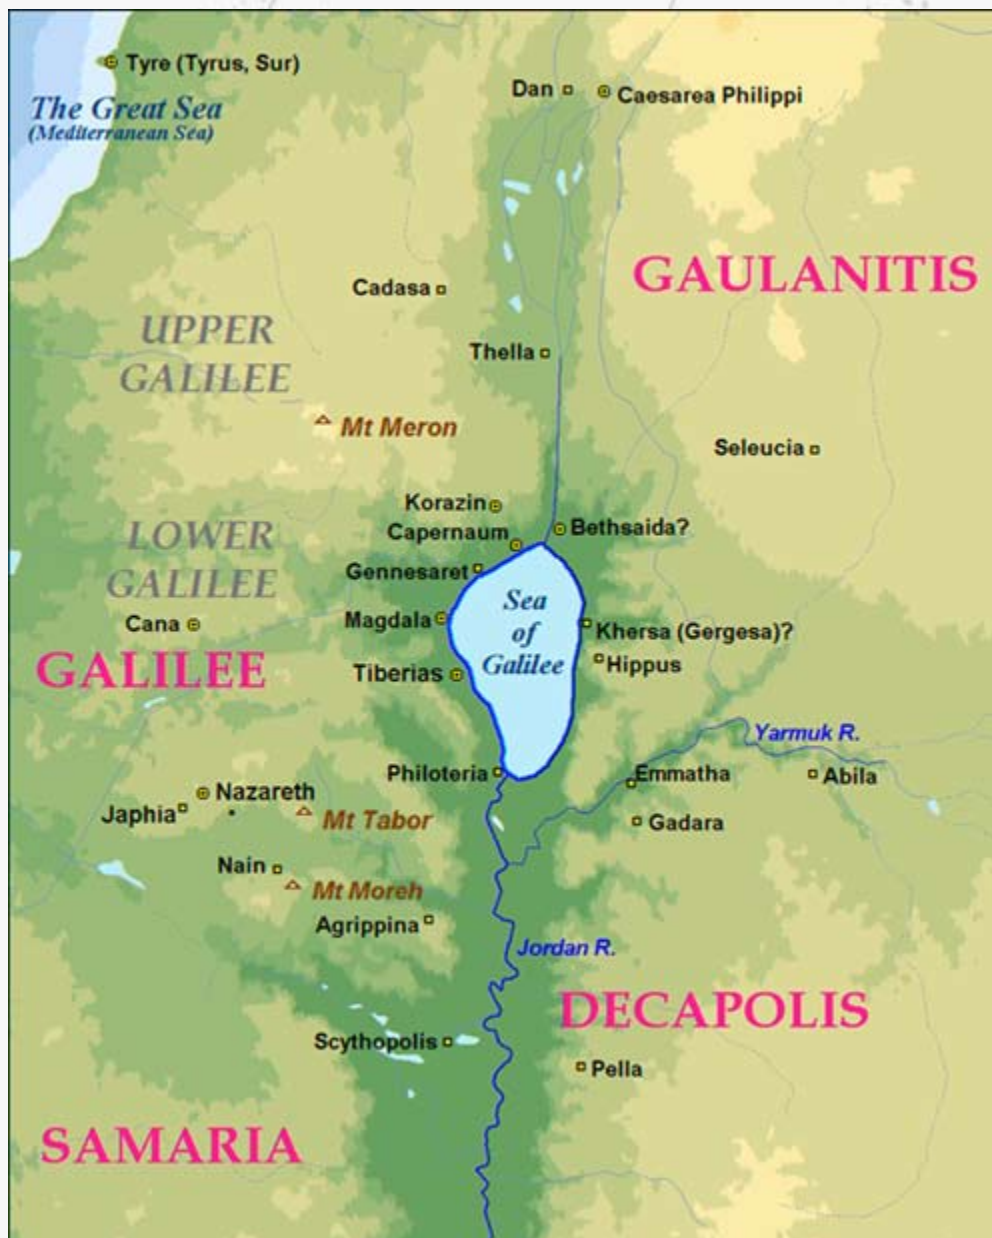 Tyre (Tyrus, Sur)
The Great Sea
(Mediterranean Sea)
Dan
Caesarea Philippi
GAULANITIS
Cadasa
UPPER
GALILEE
Thella
Mt Meron
Seleucia
Korazin
Capernaum
Bethsaida?
LOWER
GALILEE
Gennesaret
Sea
of
Galilee
Cana
Magdala
Khersa (Gergesa)?
GALILEE
Tiberias
Hippus
Yarmuk R.
Philoteria
Emmatha
Abila
Nazareth
Japhia
Mt Tabor
Gadara
Nain
Mt Moreh
Agrippina
Jordan R.
DECAPOLIS
Scythopolis
Pella
SAMARIA